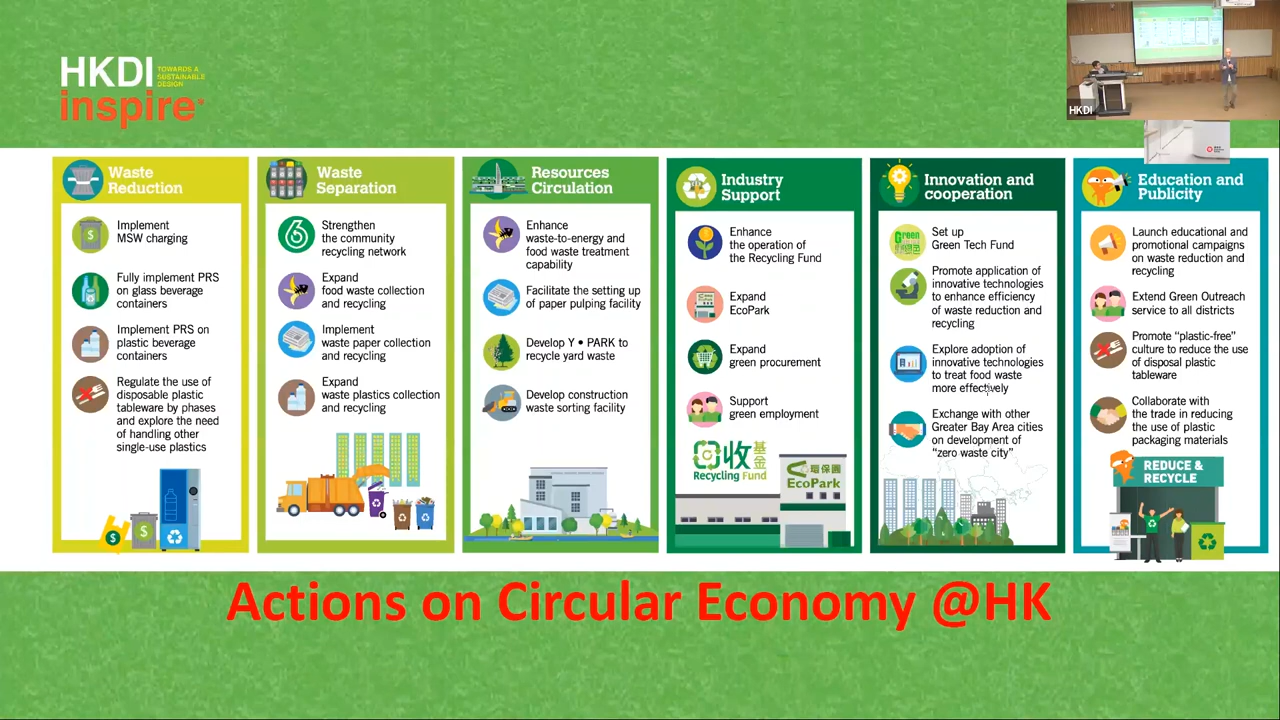 HKDI
TOWARDS A
SUSTAINABLE
DESIGN
inspire*
HKDI
Waste
Reduction
Implement
MSW charging
Fully implement PRS
on glass beverage
containers
Implement PRS on
plastic beverage
containers
Regulate the use of
disposable plastic
tableware by phases
and explore the need
of handling other
single-use plastics
Waste
Separation
Strengthen
the community
recycling network
Expand
food waste collection
and recycling
Implement
waste paper collection
and recycling
Expand
waste plastics collection
and recycling
Resources
Circulation
Enhance
waste-to-energy and
food waste treatment
capability
Facilitate the setting up
of paper pulping facility
Develop Y • PARK to
recycle yard waste
Develop construction
waste sorting facility
Industry
Support
Enhance
the operation of
the Recycling Fund
Expand
EcoPark
Expand
green procurement
Support
green employment
收基金
Recycling Fund
環保園
EcoPark
Innovation and
cooperation
Green
Set up
Green Tech Fund
Promote application of
innovative technologies
to enhance efficiency
of waste reduction and
recycling
Explore adoption of
innovative technologies
to treat food waste
more effectively
Exchange with other
Greater Bay Area cities
on development of
“zero waste city”
Education and
Publicity
Launch educational and
promotional campaigns
on waste reduction and
recycling
Extend Green Outreach
service to all districts
Promote “plastic-free”
culture to reduce the use
of disposal plastic
tableware
Collaborate with
the trade in reducing
the use of plastic
packaging materials
REDUCE &
RECYCLE
Actions on Circular Economy @HK